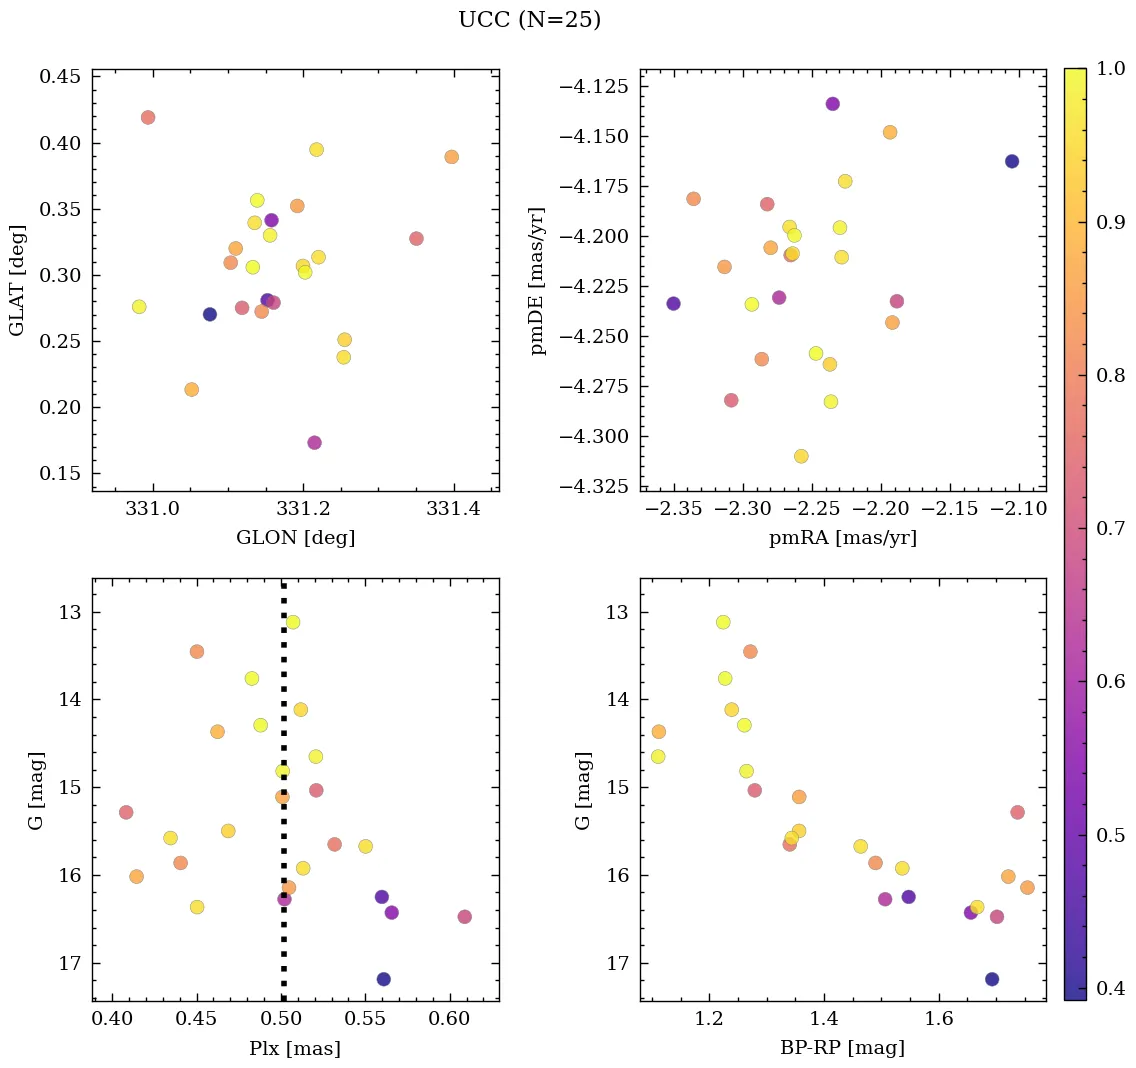 UCC (N=25)
0.45
0.40
0.35
0.30
0.25
0.20
0.15
GLAT [deg]
331.0 331.2 331.4
GLON [deg]
−4.125
−4.150
−4.175
−4.200
−4.225
−4.250
−4.275
−4.300
−4.325
pmDE [mas/yr]
−2.35 −2.30 −2.25 −2.20 −2.15 −2.10
pmRA [mas/yr]
1.0
0.9
0.8
0.7
0.6
0.5
0.4
13
14
15
16
17
G [mag]
0.40 0.45 0.50 0.55 0.60
Plx [mas]
13
14
15
16
17
G [mag]
1.2 1.4 1.6
BP-RP [mag]